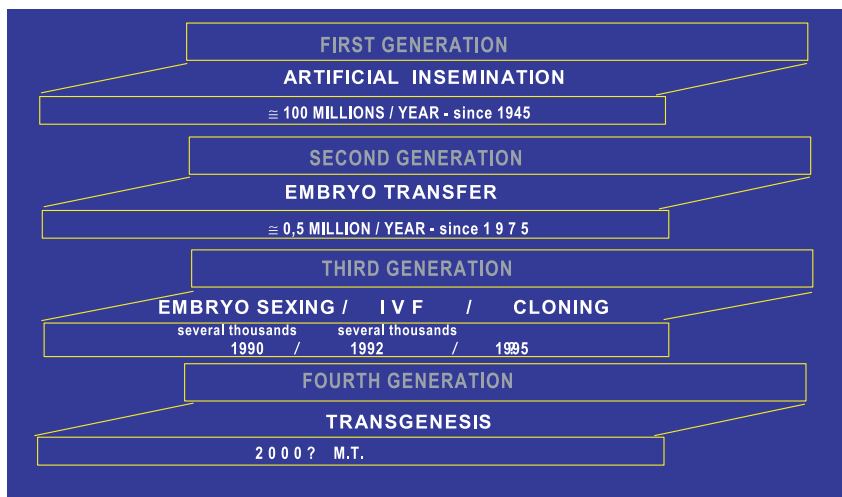 FIRST GENERATION
ARTIFICIAL INSEMINATION
≅ 100 MILLIONS / YEAR - since 1945
SECOND GENERATION
EMBRYO TRANSFER
≅ 0,5 MILLION / YEAR - since 1 9 7 5
THIRD GENERATION
EMBRYO SEXING / I V F / CLONING
several thousands several thousands
1990 / 1992 /
FOURTH GENERATION
TRANSGENESIS
2 0 0 0 ? M.T.